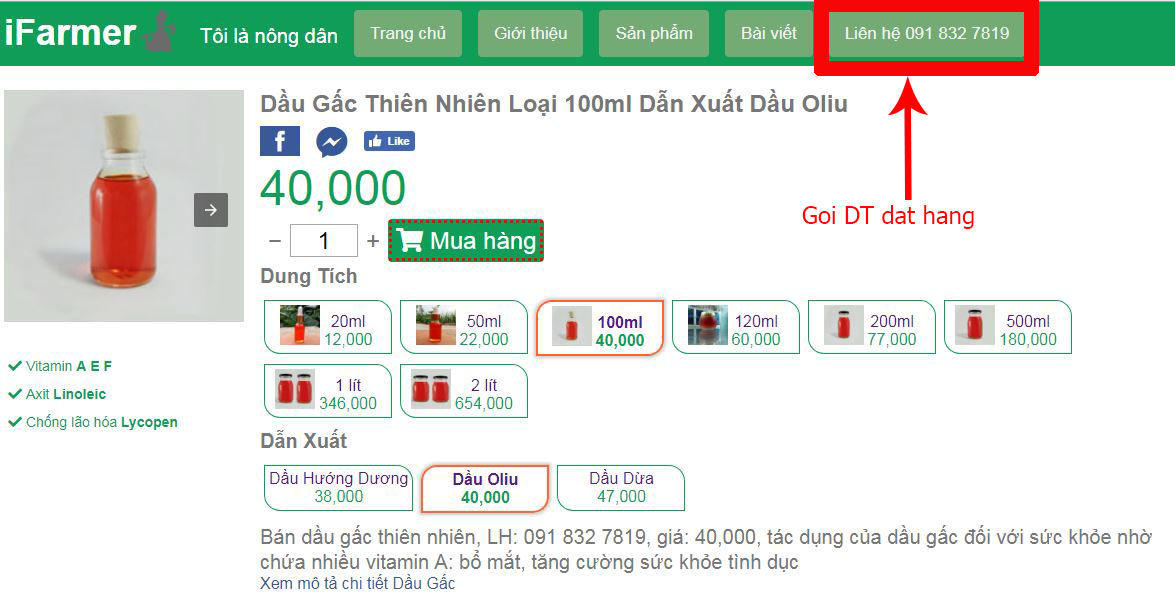 iFarmer Tôi là nông dân Trang chủ Giới thiệu Sản phẩm Bài viết Liên hệ 091 832 7819
Dầu Gấc Thiên Nhiên Loại 100ml Dẫn Xuất Dầu Oliu
f Like
40,000
Goi DT dat hang
− 1 + Mua hàng
Dung Tích
20ml 50ml 100ml 120ml 200ml 500ml
12,000 22,000 40,000 60,000 77,000 180,000
1 lít 2 lít
346,000 654,000
Vitamin A E F
Axit Linoleic
Chống lão hóa Lycopen
Dẫn Xuất
Dầu Hướng Dương Dầu Oliu Dầu Dừa
38,000 40,000 47,000
Bán dầu gấc thiên nhiên, LH: 091 832 7819, giá: 40,000, tác dụng của dầu gấc đối với sức khỏe nhờ
chứa nhiều vitamin A: bổ mắt, tăng cường sức khỏe tình dục
Xem mô tả chi tiết Dầu Gấc